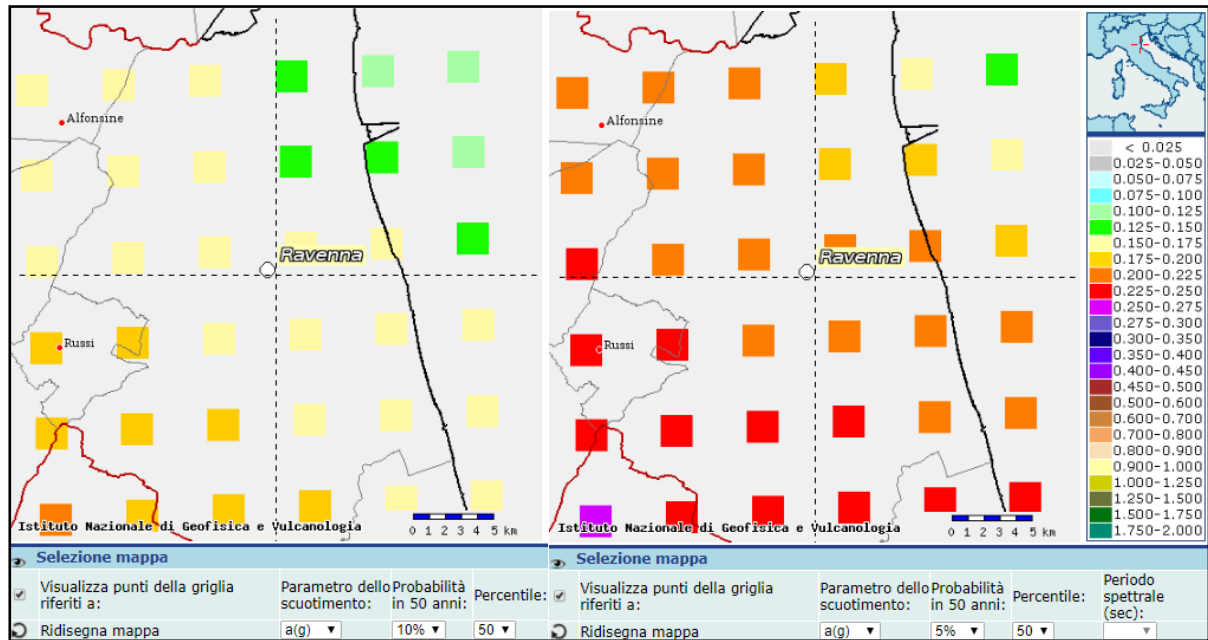 Alfonsine
Ravenna
Russi
Istituto Nazionale di Geofisica e Vulcanologia
0 1 2 3 4 5 km
Selezione mappa
Visualizza punti della griglia riferiti a:
Parametro dello scuotimento:
Probabilità in 50 anni:
Percentile:
Ridisegna mappa
a(g)
10%
50
Alfonsine
Ravenna
Russi
Istituto Nazionale di Geofisica e Vulcanologia
0 1 2 3 4 5 km
Selezione mappa
Visualizza punti della griglia riferiti a:
Parametro dello scuotimento:
Probabilità in 50 anni:
Percentile:
Periodo spettrale (sec):
Ridisegna mappa
a(g)
5%
50
< 0.025
0.025-0.050
0.050-0.075
0.075-0.100
0.100-0.125
0.125-0.150
0.150-0.175
0.175-0.200
0.200-0.225
0.225-0.250
0.250-0.275
0.275-0.300
0.300-0.350
0.350-0.400
0.400-0.450
0.450-0.500
0.500-0.600
0.600-0.700
0.700-0.800
0.800-0.900
0.900-1.000
1.000-1.250
1.250-1.500
1.500-1.750
1.750-2.000